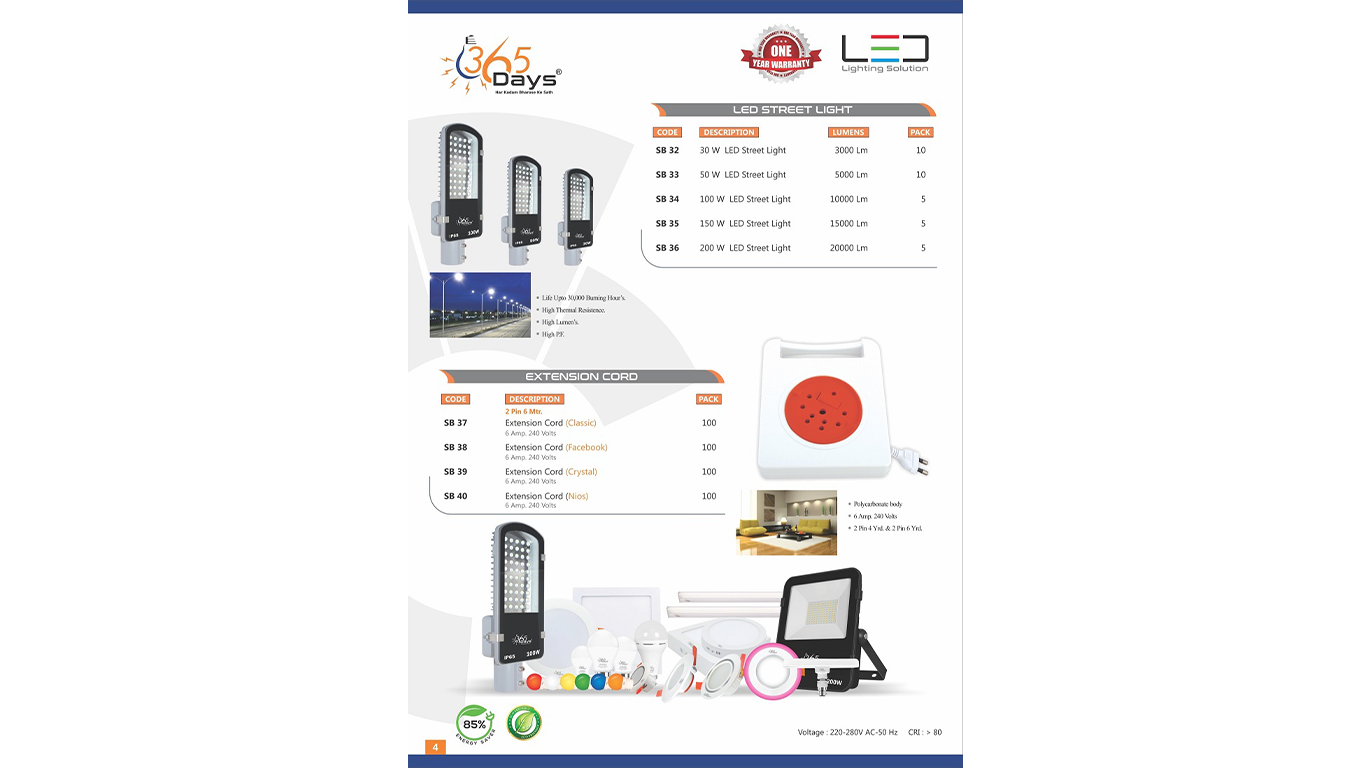 365
Days®
Har Kadam Bharose Ke Sath
ONE
YEAR WARRANTY
LED
Lighting Solution
LED STREET LIGHT
CODE DESCRIPTION LUMENS PACK
SB 32 30 W LED Street Light 3000 Lm 10
SB 33 50 W LED Street Light 5000 Lm 10
SB 34 100 W LED Street Light 10000 Lm 5
SB 35 150 W LED Street Light 15000 Lm 5
SB 36 200 W LED Street Light 20000 Lm 5
IP65 100W
IP65 50W
• Life Upto 30,000 Burning Hour's.
• High Thermal Resistence.
• High Lumen's.
• High P.F.
EXTENSION CORD
CODE DESCRIPTION PACK
2 Pin 6 Mtr.
SB 37 Extension Cord (Classic) 100
6 Amp. 240 Volts
SB 38 Extension Cord (Facebook) 100
6 Amp. 240 Volts
SB 39 Extension Cord (Crystal) 100
6 Amp. 240 Volts
SB 40 Extension Cord (Nios) 100
6 Amp. 240 Volts
• Polycarbonate body
• 6 Amp. 240 Volts
• 2 Pin 4 Yrd. & 2 Pin 6 Yrd.
365
IP65 100W
365
200W
85%
ENERGY SAVER
Voltage : 220-280V AC-50 Hz CRI : > 80
4